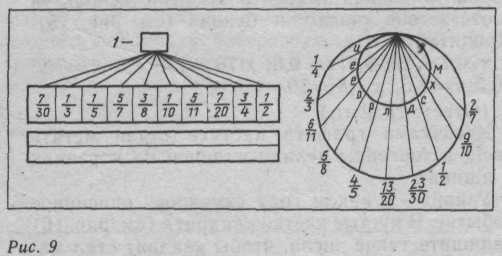 1 –
7/30 1/3 1/5 5/7 3/8 1/10 5/11 7/20 3/4 1/2
1/4 2/3 6/11 5/8 4/5 13/20 23/30 1/2 9/10 2/7
и е е о р л д с х м у
Рис. 9